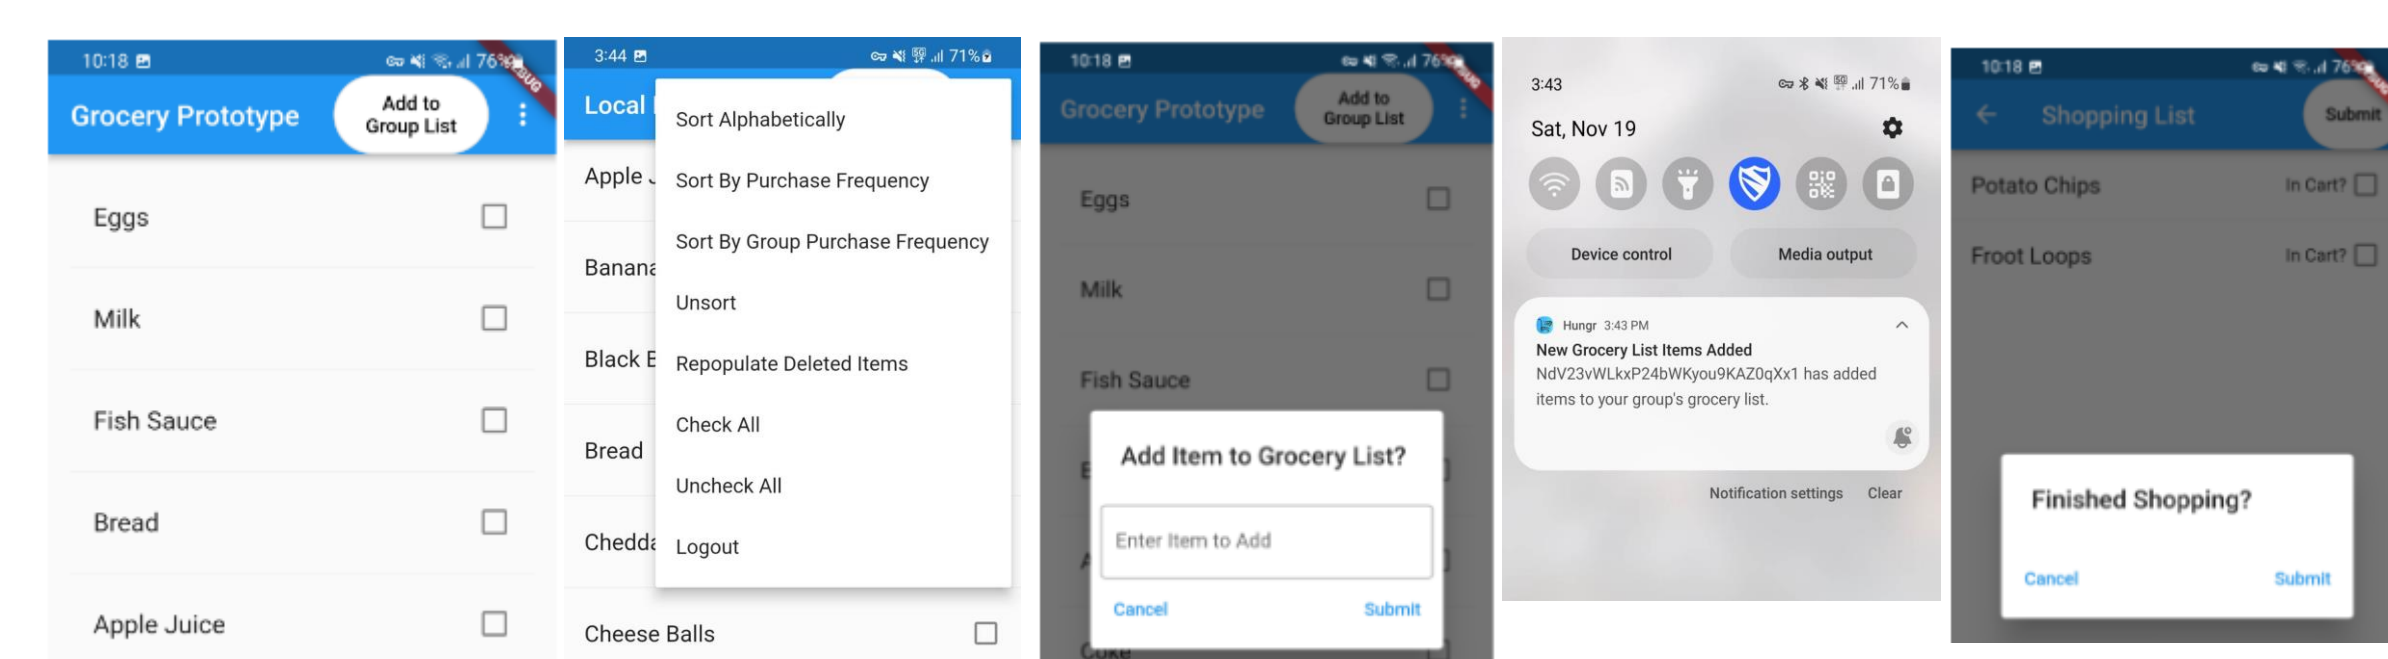 10:18
76%
BUG
Grocery Prototype
Add to
Group List
Eggs
Milk
Fish Sauce
Bread
Apple Juice
3:44
71%
Local
Apple J
Banana
Black B
Bread
Chedda
Cheese Balls
Sort Alphabetically
Sort By Purchase Frequency
Sort By Group Purchase Frequency
Unsort
Repopulate Deleted Items
Check All
Uncheck All
Logout
10:18
76%
Grocery Prototype
Add to
Group List
Eggs
Milk
Fish Sauce
Add Item to Grocery List?
Enter Item to Add
Cancel
Submit
Coke
3:43
5G
71%
Sat, Nov 19
Device control
Media output
Hungr 3:43 PM
New Grocery List Items Added
NdV23vWLkxP24bWKyou9KAZ0qXx1 has added
items to your group's grocery list.
Notification settings
Clear
10:18
76%
Shopping List
Submit
Potato Chips
In Cart?
Froot Loops
In Cart?
Finished Shopping?
Cancel
Submit